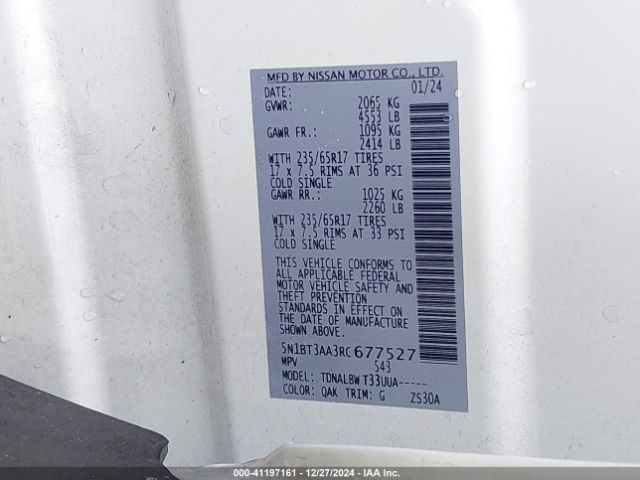 MFD BY NISSAN MOTOR CO., LTD.
DATE: 01/24
GVWR: 2065 KG
4553 LB
GAWR FR.: 1095 KG
2414 LB
WITH 235/65R17 TIRES
17 x 7.5 RIMS AT 36 PSI
COLD SINGLE
GAWR RR.: 1025 KG
2260 LB
WITH 235/65R17 TIRES
17 x 7.5 RIMS AT 33 PSI
COLD SINGLE
THIS VEHICLE CONFORMS TO
ALL APPLICABLE FEDERAL
MOTOR VEHICLE SAFETY AND
THEFT PREVENTION
STANDARDS IN EFFECT ON
THE DATE OF MANUFACTURE
SHOWN ABOVE.
5N1BT3AA3RC677527
MPV S43
MODEL: TDNALBW T33UUA-----
COLOR: QAK TRIM: G ZS30A
000-41197161 - 12/27/2024 - IAA Inc.